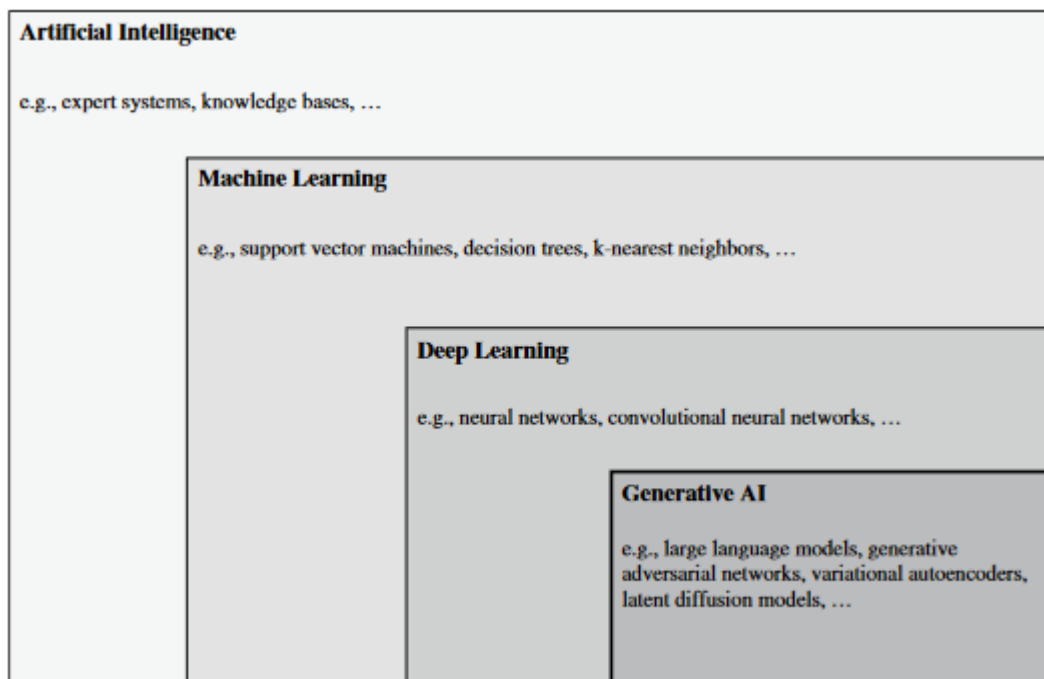 Artificial Intelligence
e.g., expert systems, knowledge bases, …
Machine Learning
e.g., support vector machines, decision trees, k-nearest neighbors, …
Deep Learning
e.g., neural networks, convolutional neural networks, …
Generative AI
e.g., large language models, generative
adversarial networks, variational autoencoders,
latent diffusion models, …